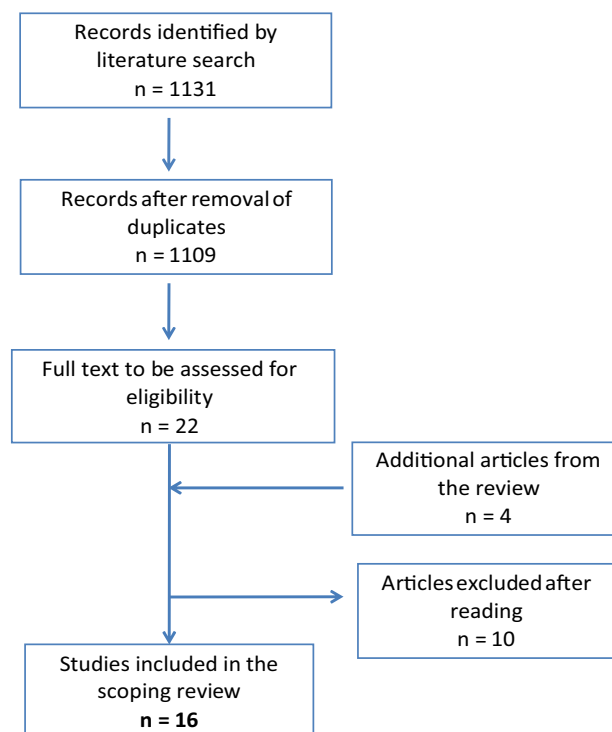 Records identified by
literature search
n = 1131
Records after removal of
duplicates
n = 1109
Full text to be assessed for
eligibility
n = 22
Additional articles from
the review
n = 4
Articles excluded after
reading
n = 10
Studies included in the
scoping review
n = 16